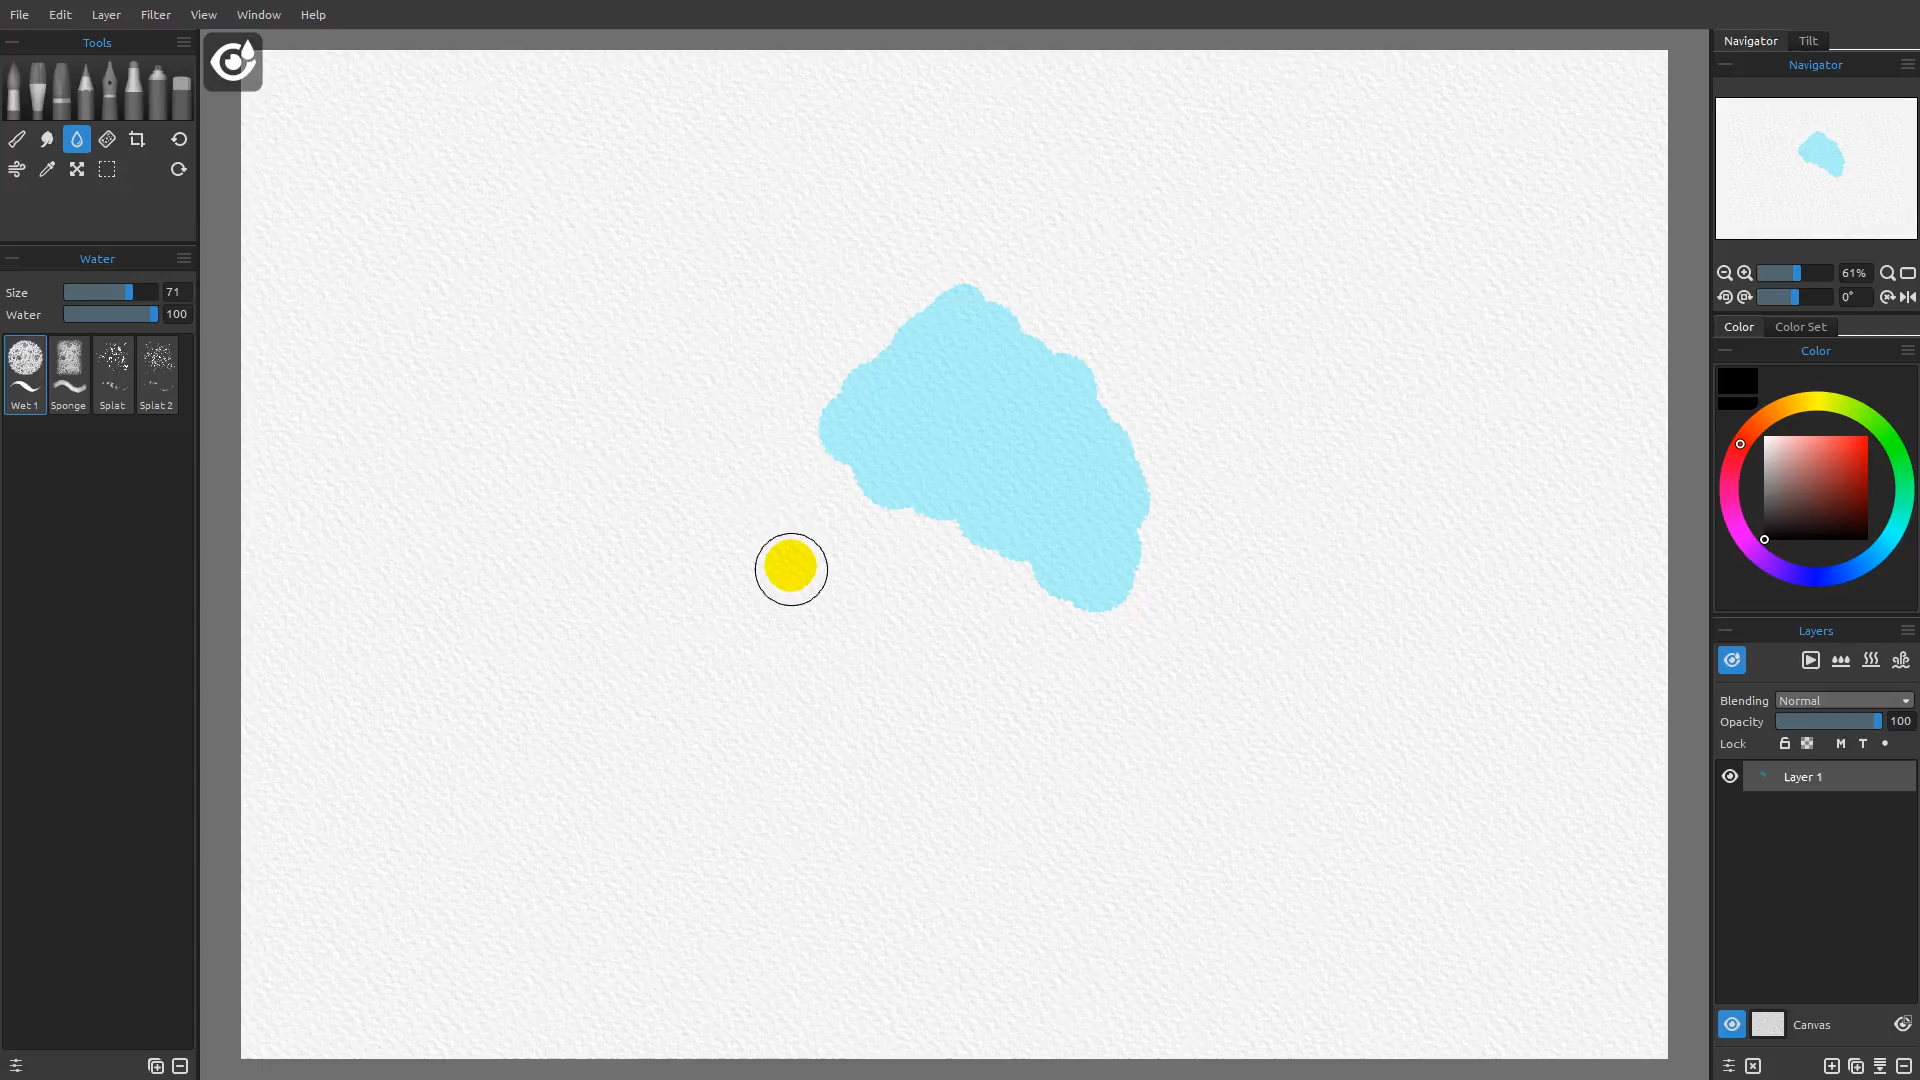 File Edit Layer Filter View Window Help
Tools
Water
Size 71
Water 100
Wet 1 Sponge Splat Splat 2
Navigator Tilt
Navigator
61%
0°
Color Color Set
Color
Layers
Blending Normal
Opacity 100
Lock M T
Layer 1
Canvas